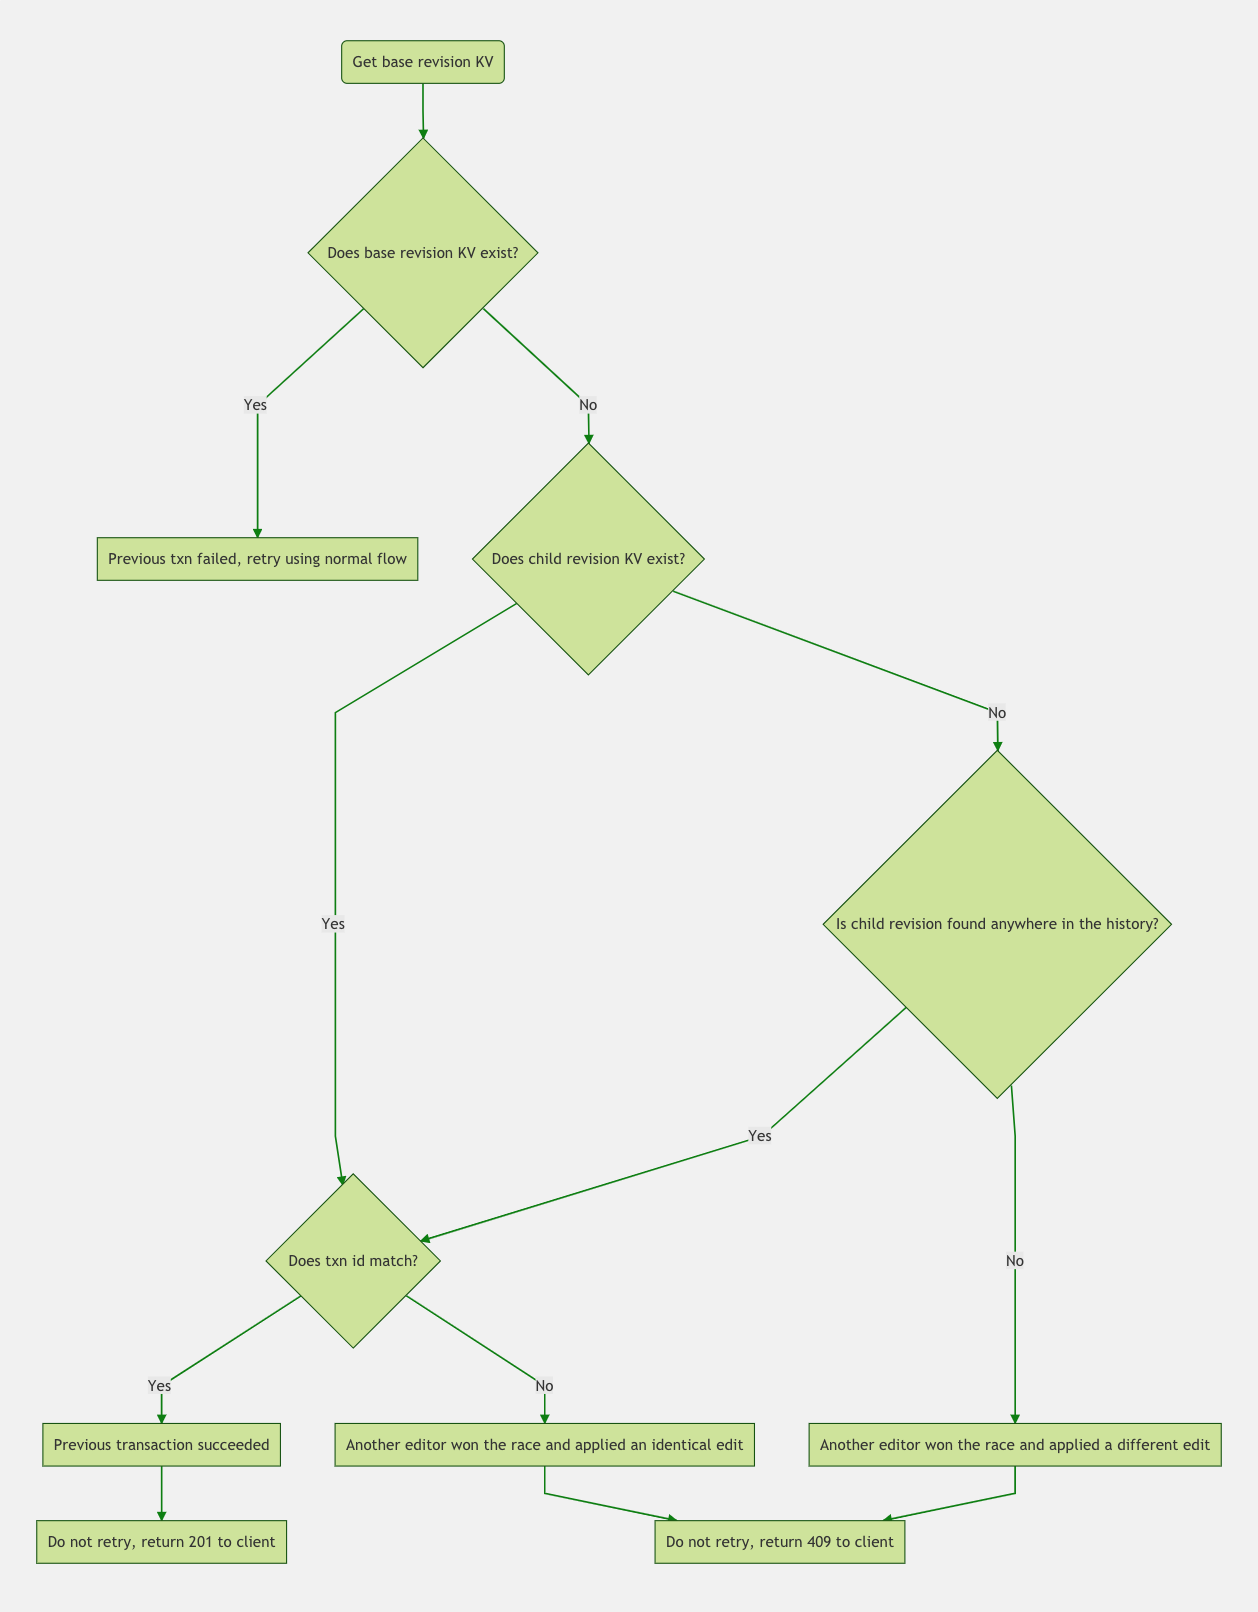 Get base revision KV
Does base revision KV exist?
Yes
No
Previous txn failed, retry using normal flow
Does child revision KV exist?
No
Yes
Is child revision found anywhere in the history?
Yes
Does txn id match?
No
Yes
No
Previous transaction succeeded
Another editor won the race and applied an identical edit
Another editor won the race and applied a different edit
Do not retry, return 201 to client
Do not retry, return 409 to client